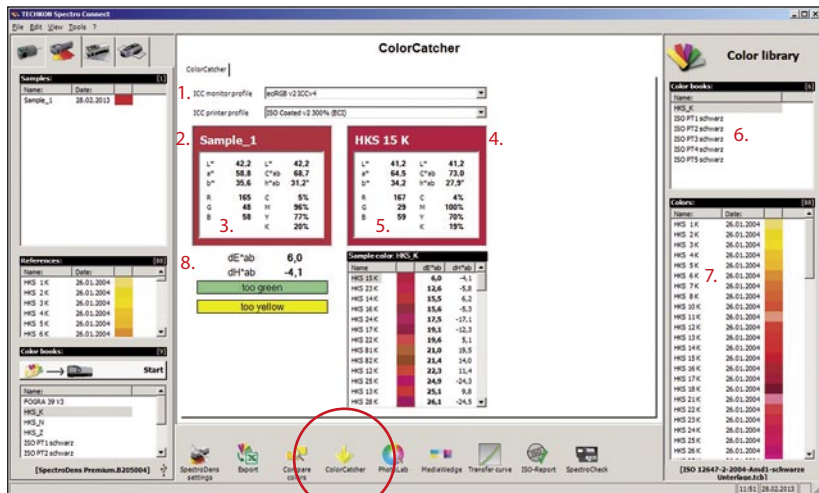 TECHKON Spectro Connect
File Edit View Tools ?
Samples: [1]
Name: Date:
Sample_1 28.02.2013
References: [80]
Name: Date:
HKS 1 K 26.01.2004
HKS 2 K 26.01.2004
HKS 3 K 26.01.2004
HKS 4 K 26.01.2004
HKS 5 K 26.01.2004
HKS 6 K 26.01.2004
Color books: [9]
Start
Name:
FOGRA 39 V3
HKS_K
HKS_N
HKS_Z
ISO PT1 schwarz
ISO PT2 schwarz
[SpectroDens Premium.B205004]
ColorCatcher
ColorCatcher
1. ICC monitor profile eciRGB v2 ICCv4
ICC printer profile ISO Coated v2 300% (ECI)
2. Sample_1
L* 42,2 L* 42,2
a* 58,8 C*ab 68,7
b* 35,6 h*ab 31,2°
R 165 C 5%
G 48 M 96%
B 58 Y 77%
K 20%
3.
HKS 15 K 4.
L* 41,2 L* 41,2
a* 64,5 C*ab 73,0
b* 34,2 h*ab 27,9°
R 167 C 4%
G 29 M 100%
B 59 Y 70%
K 19%
5.
8. dE*ab 6,0
dH*ab -4,1
too green
too yellow
Sample color: HKS_K
Name dE*ab dH*ab
HKS 15 K 6,0 -4,1
HKS 23 K 12,6 -5,8
HKS 14 K 15,5 6,2
HKS 16 K 15,6 -5,3
HKS 24 K 17,5 -17,1
HKS 17 K 19,1 -12,3
HKS 22 K 19,6 5,1
HKS 81 K 21,0 19,5
HKS 82 K 21,4 14,0
HKS 12 K 22,3 11,4
HKS 25 K 24,9 -24,3
HKS 13 K 25,1 9,8
HKS 28 K 26,1 -24,5
SpectroDens settings
Export
Compare colors
ColorCatcher
PhotoLab
MediaWedge
Transfer curve
ISO-Report
SpectroCheck
Color library
Color books: [6]
Name:
HKS_K
ISO PT1 schwarz
ISO PT2 schwarz
ISO PT3 schwarz
ISO PT4 schwarz
ISO PT5 schwarz
6.
Colors: [88]
Name: Date:
HKS 1 K 26.01.2004
HKS 2 K 26.01.2004
HKS 3 K 26.01.2004
HKS 4 K 26.01.2004
HKS 5 K 26.01.2004
HKS 6 K 26.01.2004
HKS 7 K 26.01.2004
HKS 8 K 26.01.2004
HKS 10 K 26.01.2004
HKS 11 K 26.01.2004
HKS 12 K 26.01.2004
HKS 13 K 26.01.2004
HKS 14 K 26.01.2004
HKS 15 K 26.01.2004
HKS 16 K 26.01.2004
HKS 17 K 26.01.2004
HKS 18 K 26.01.2004
HKS 21 K 26.01.2004
HKS 22 K 26.01.2004
HKS 23 K 26.01.2004
HKS 24 K 26.01.2004
HKS 25 K 26.01.2004
HKS 26 K 26.01.2004
7.
[ISO 12647-2-2004-Amd1-schwarze
Unterlage.tcb]
11:51 28.02.2013